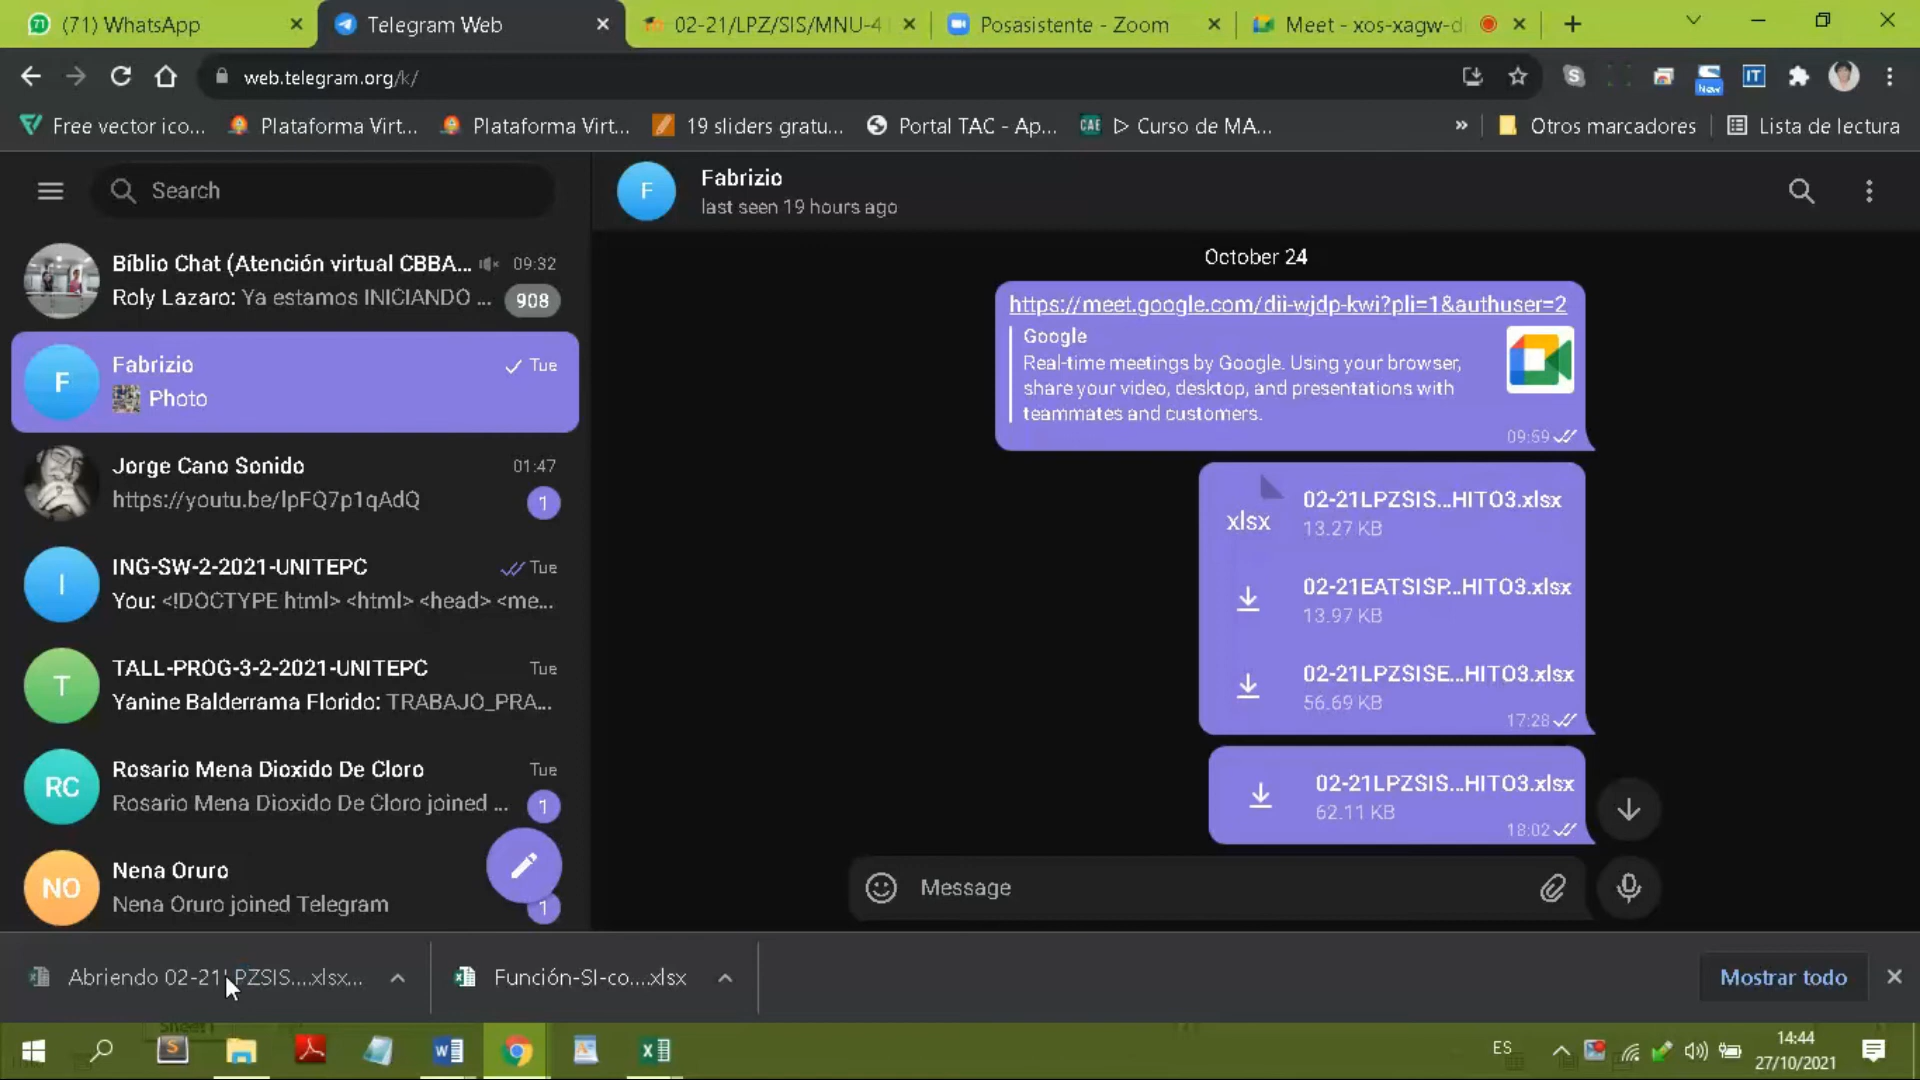 (71) WhatsApp
Telegram Web
02-21/LPZ/SIS/MNU-4
Posasistente - Zoom
Meet - xos-xagw-d
web.telegram.org/k/
New
IT
Free vector ico...
Plataforma Virt...
Plataforma Virt...
19 sliders gratu...
Portal TAC - Ap...
CAE
Curso de MA...
»
Otros marcadores
Lista de lectura
Search
F
Fabrizio
last seen 19 hours ago
Bíblio Chat (Atención virtual CBBA... 09:32
Roly Lazaro: Ya estamos INICIANDO ... 908
F
Fabrizio Tue
Photo
Jorge Cano Sonido 01:47
https://youtu.be/lpFQ7p1qAdQ 1
I
ING-SW-2-2021-UNITEPC Tue
You: <!DOCTYPE html> <html> <head> <me...
T
TALL-PROG-3-2-2021-UNITEPC Tue
Yanine Balderrama Florido: TRABAJO_PRA...
RC
Rosario Mena Dioxido De Cloro Tue
Rosario Mena Dioxido De Cloro joined ... 1
NO
Nena Oruro
Nena Oruro joined Telegram 1
October 24
https://meet.google.com/dii-wjdp-kwi?pli=1&authuser=2
Google
Real-time meetings by Google. Using your browser,
share your video, desktop, and presentations with
teammates and customers.
09:59
xlsx
02-21LPZSIS...HITO3.xlsx
13.27 KB
02-21EATSISP...HITO3.xlsx
13.97 KB
02-21LPZSISE...HITO3.xlsx
56.69 KB
17:28
02-21LPZSIS...HITO3.xlsx
62.11 KB
18:02
Message
Abriendo 02-21LPZSIS....xlsx...
Función-SI-co....xlsx
Mostrar todo
Sheet1
ES
14:44
27/10/2021